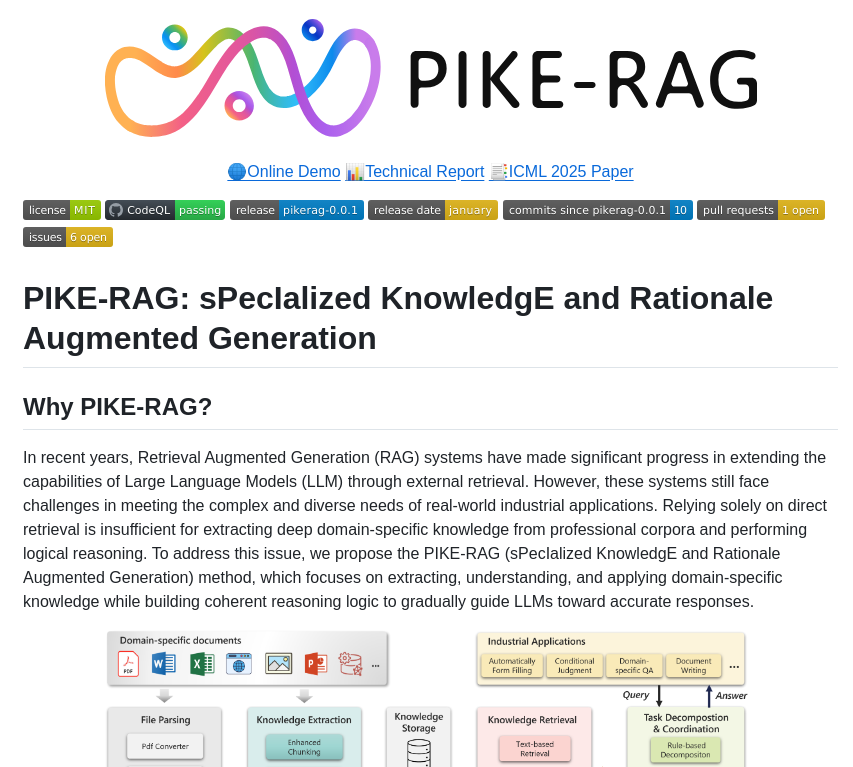 PIKE-RAG
Online Demo Technical Report ICML 2025 Paper
license MIT CodeQL passing release pikerag-0.0.1 release date january commits since pikerag-0.0.1 10 pull requests 1 open
issues 6 open
PIKE-RAG: sPecIalized KnowledgE and Rationale
Augmented Generation
Why PIKE-RAG?
In recent years, Retrieval Augmented Generation (RAG) systems have made significant progress in extending the
capabilities of Large Language Models (LLM) through external retrieval. However, these systems still face
challenges in meeting the complex and diverse needs of real-world industrial applications. Relying solely on direct
retrieval is insufficient for extracting deep domain-specific knowledge from professional corpora and performing
logical reasoning. To address this issue, we propose the PIKE-RAG (sPecIalized KnowledgE and Rationale
Augmented Generation) method, which focuses on extracting, understanding, and applying domain-specific
knowledge while building coherent reasoning logic to gradually guide LLMs toward accurate responses.
Domain-specific documents
PDF W X P ...
Industrial Applications
Automatically
Form Filling
Conditional
Judgment
Domain-
specific QA
Document
Writing
...
Query
Answer
File Parsing
Pdf Converter
Knowledge Extraction
Enhanced
Chunking
Knowledge
Storage
Knowledge Retrieval
Text-based
Retrieval
Task Decompostion
& Coordination
Rule-based
Decompositon